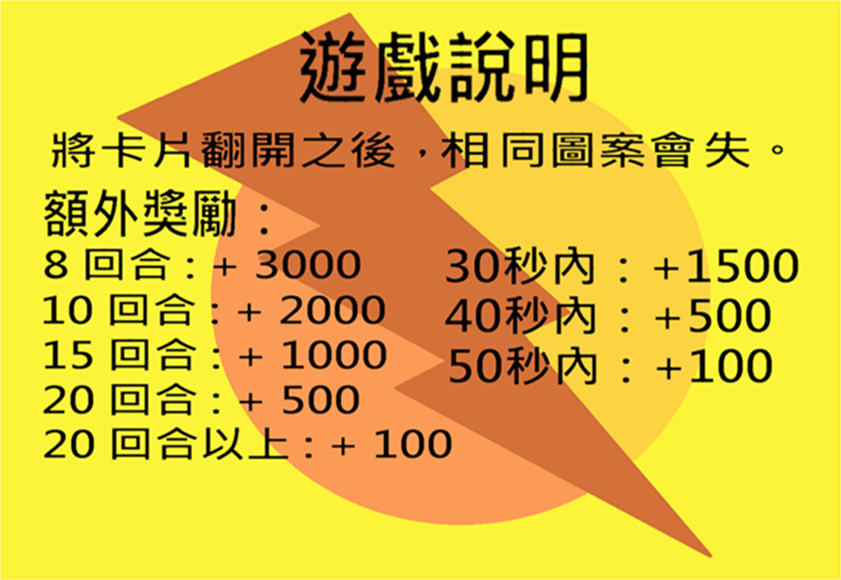 遊戲說明
將卡片翻開之後，相同圖案會失。
額外獎勵：
8 回合 : + 3000
10 回合 : + 2000
15 回合 : + 1000
20 回合 : + 500
20 回合以上 : + 100
30秒內 : +1500
40秒內 : +500
50秒內 : +100